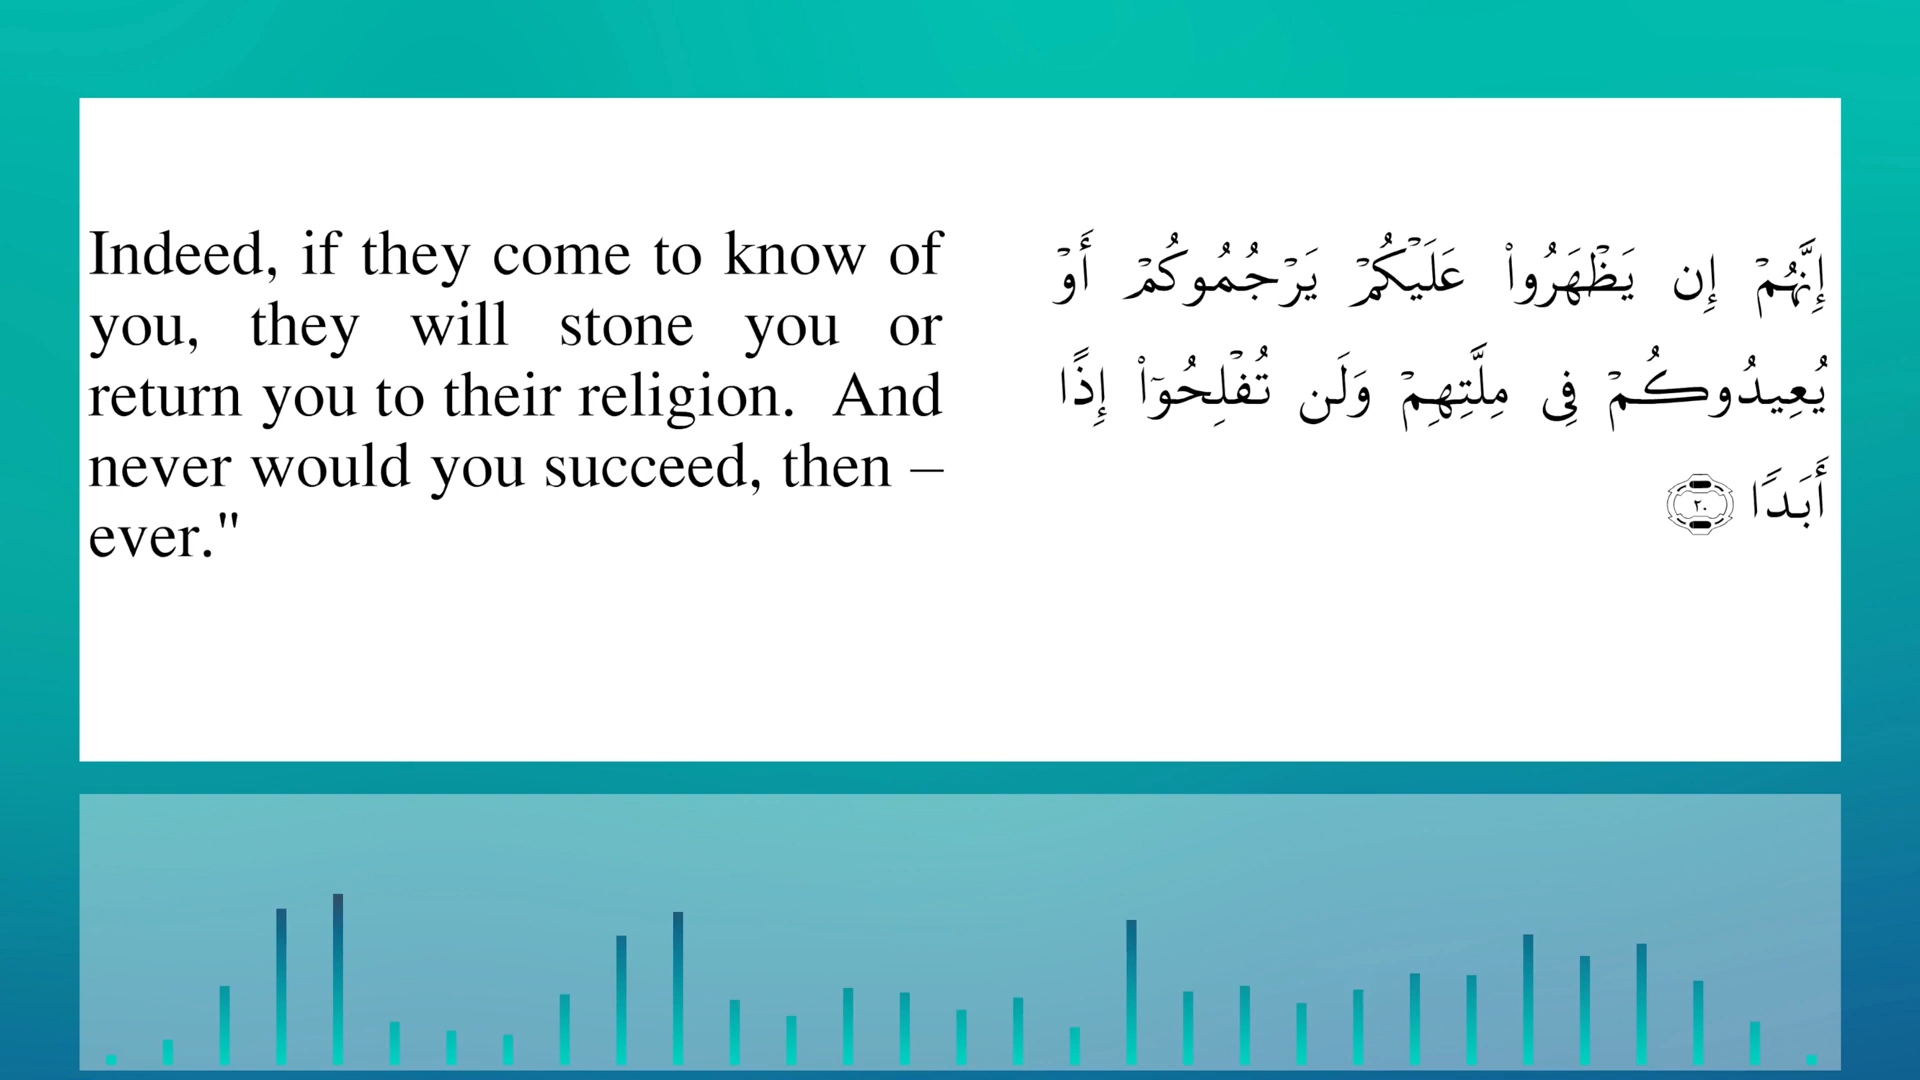 Indeed, if they come to know of
you, they will stone you or
return you to their religion.  And
never would you succeed, then –
ever."
إِنَّهُمْ إِن يَظْهَرُوا۟ عَلَيْكُمْ يَرْجُمُوكُمْ أَوْ
يُعِيدُوكُمْ فِى مِلَّتِهِمْ وَلَن تُفْلِحُوٓا۟ إِذًا
أَبَدًا ٢٠